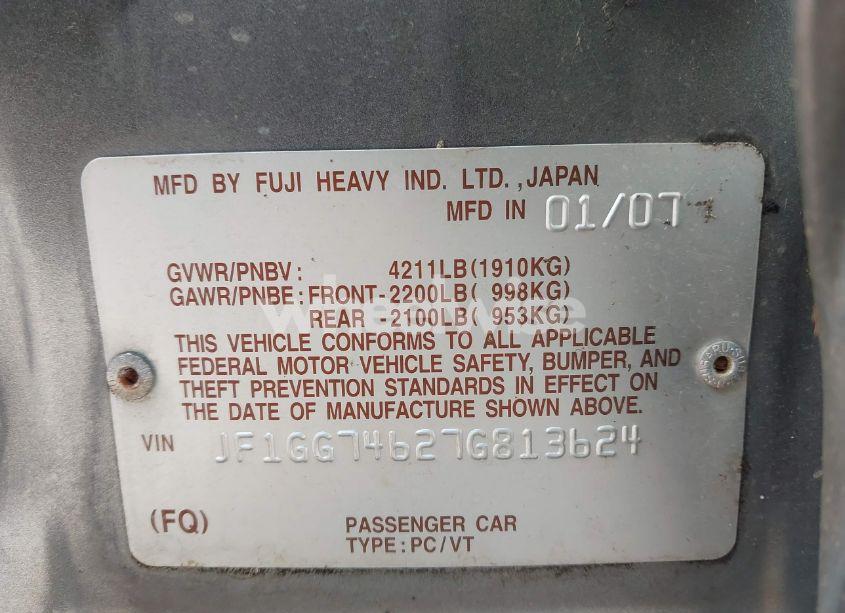 MFD BY FUJI HEAVY IND. LTD.,JAPAN
MFD IN 01/07
GVWR/PNBV: 4211LB(1910KG)
GAWR/PNBE: FRONT-2200LB( 998KG)
REAR -2100LB( 953KG)
THIS VEHICLE CONFORMS TO ALL APPLICABLE
FEDERAL MOTOR VEHICLE SAFETY, BUMPER, AND
THEFT PREVENTION STANDARDS IN EFFECT ON
THE DATE OF MANUFACTURE SHOWN ABOVE.
VIN JF1GG74627G813624
(FQ) PASSENGER CAR
TYPE:PC/VT